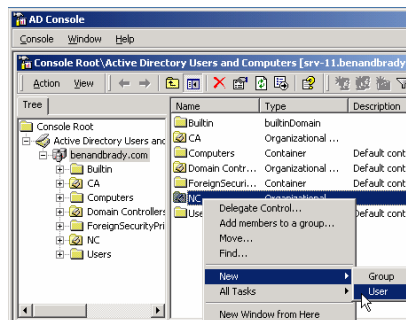 AD Console
Console Window Help
Console Root\Active Directory Users and Computers [srv-11.benandbrady
Action View
Tree
Name Type Description
Console Root
Active Directory Users and
benandbrady.com
Builtin
CA
Computers
Domain Controllers
ForeignSecurityPri
NC
Users
Builtin builtinDomain
CA Organizational ...
Computers Container Default cont
Domain Contr... Organizational ... Default cont
ForeignSecuri... Container Default cont
NC Organizational
Use Default cont
Delegate Control...
Add members to a group...
Move...
Find...
New
All Tasks
New Window from Here
Group
User